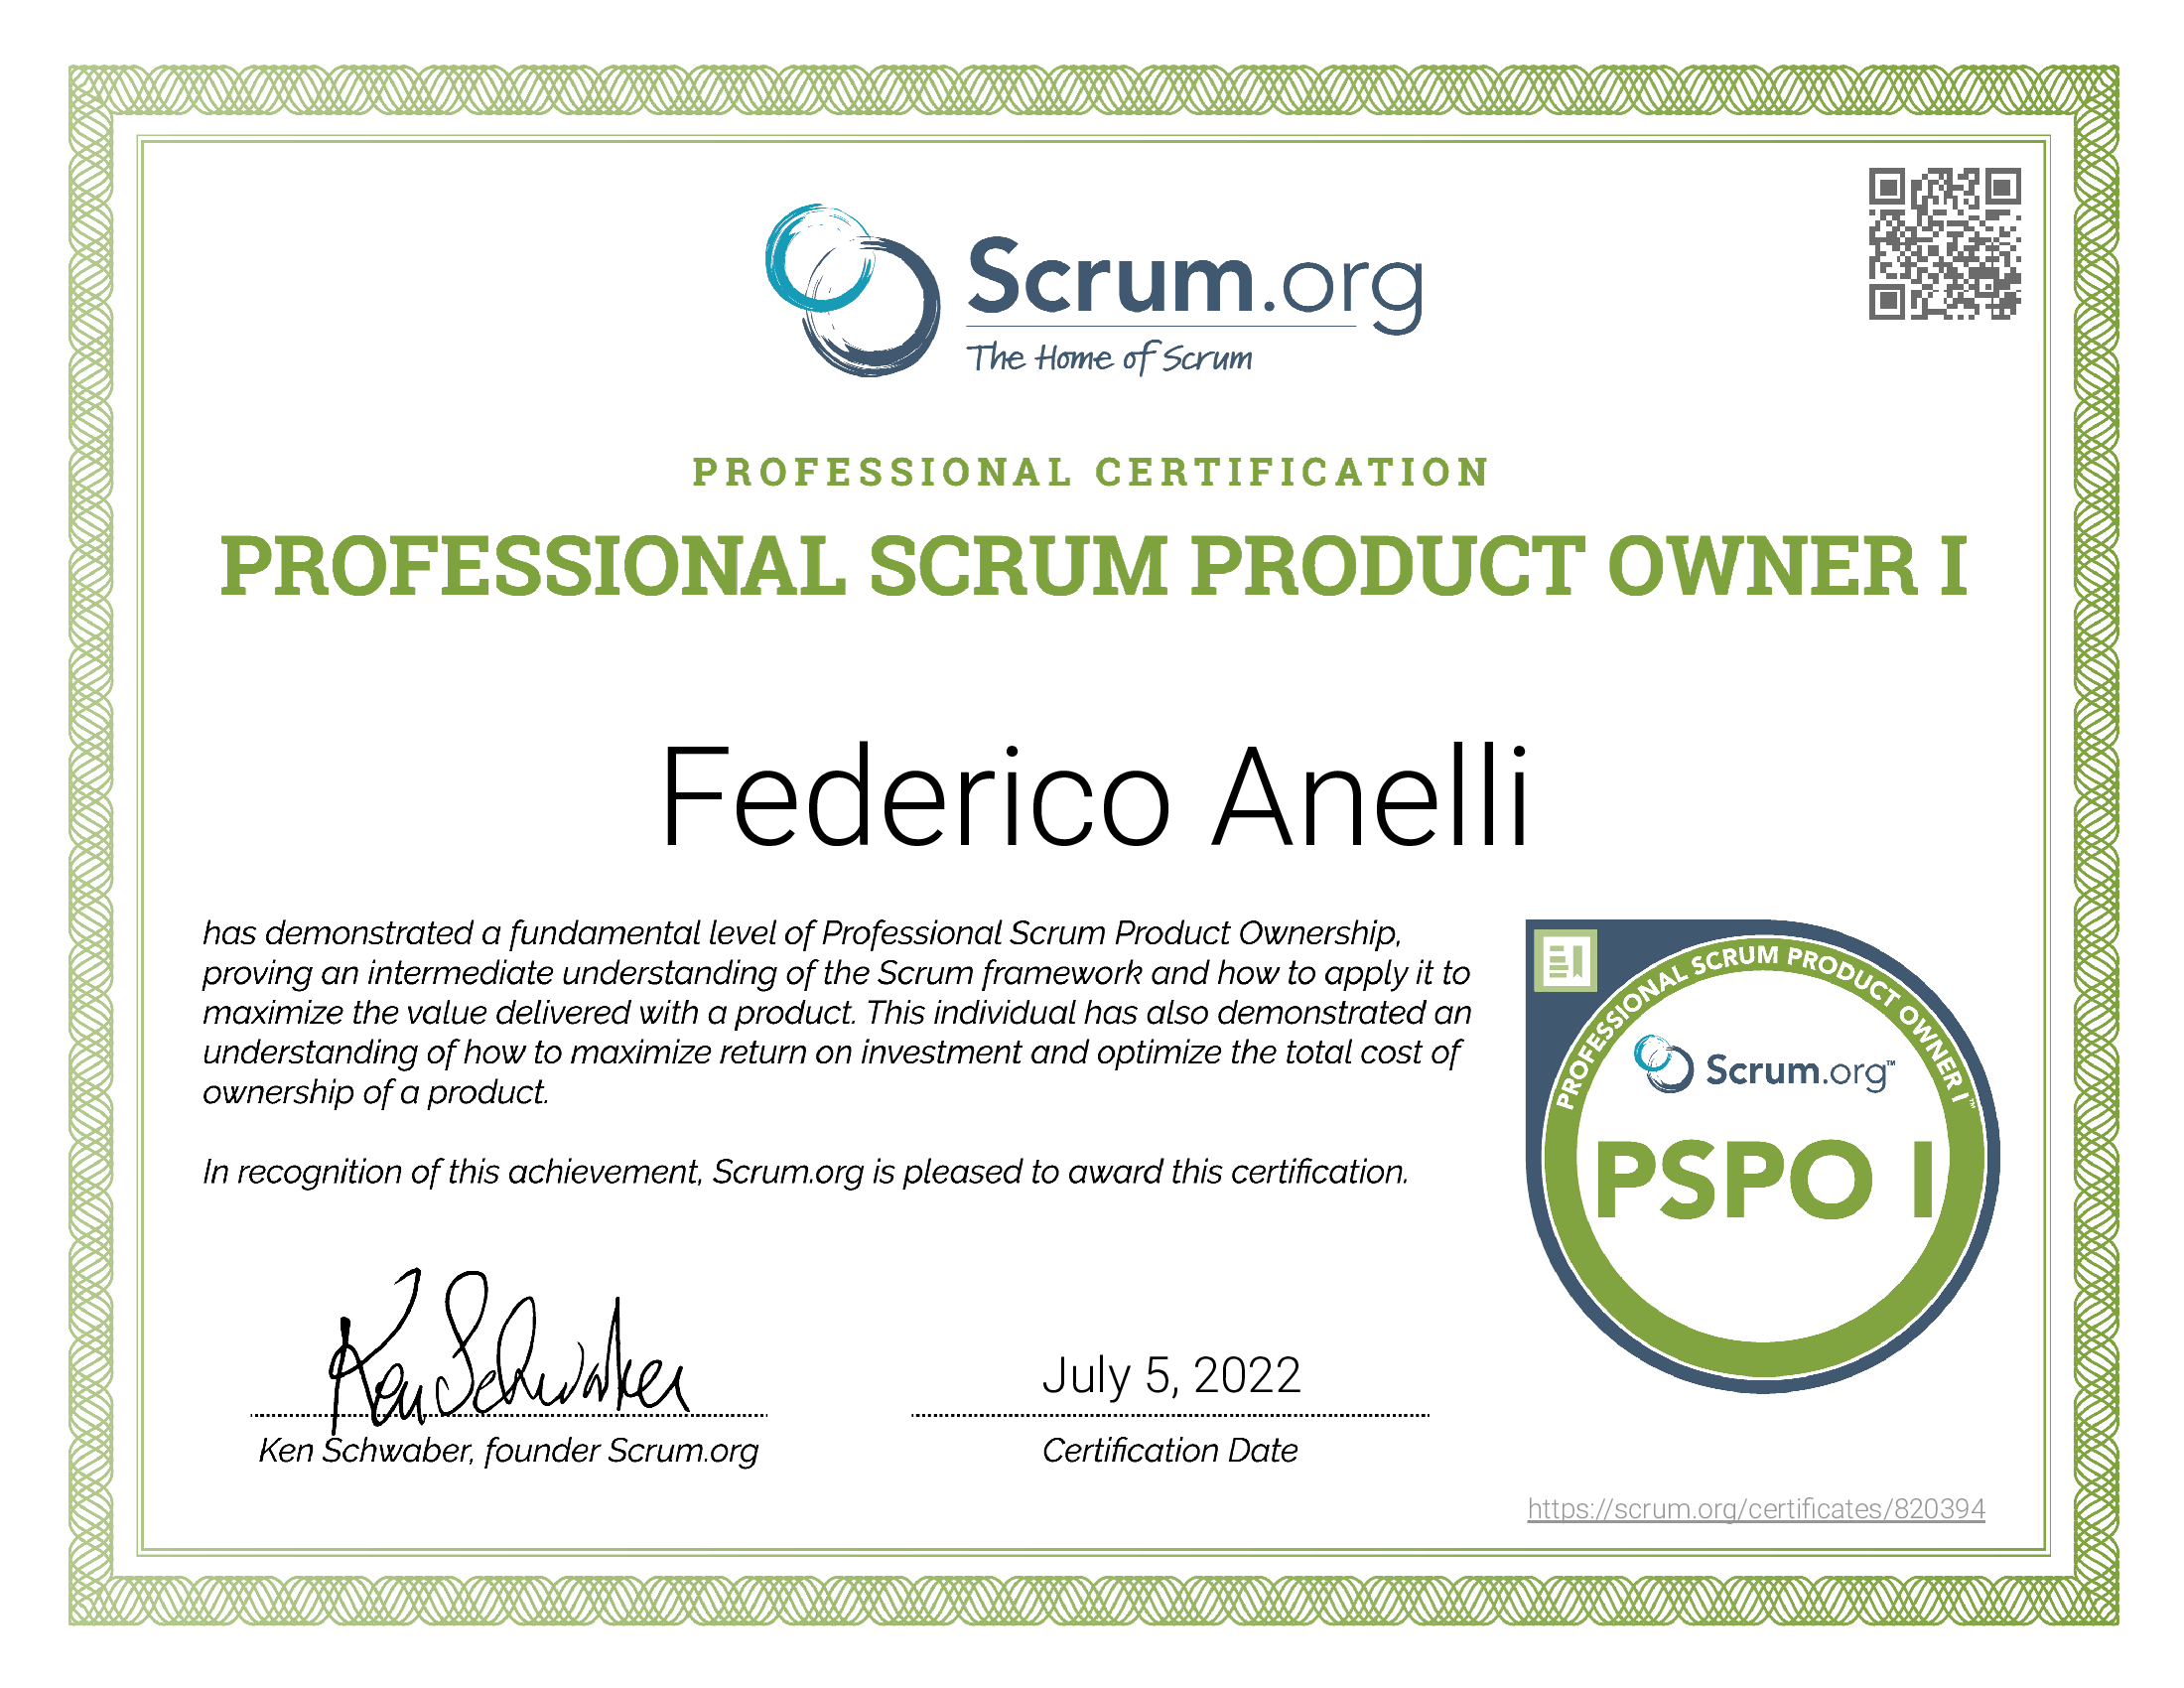 Scrum.org
The Home of Scrum
PROFESSIONAL CERTIFICATION
PROFESSIONAL SCRUM PRODUCT OWNER I
Federico Anelli
has demonstrated a fundamental level of Professional Scrum Product Ownership,
proving an intermediate understanding of the Scrum framework and how to apply it to
maximize the value delivered with a product. This individual has also demonstrated an
understanding of how to maximize return on investment and optimize the total cost of
ownership of a product.
In recognition of this achievement, Scrum.org is pleased to award this certification.
PROFESSIONAL SCRUM PRODUCT OWNER I™
Scrum.org™
PSPO I
Ken Schwaber
July 5, 2022
Ken Schwaber, founder Scrum.org
Certification Date
https://scrum.org/certificates/820394